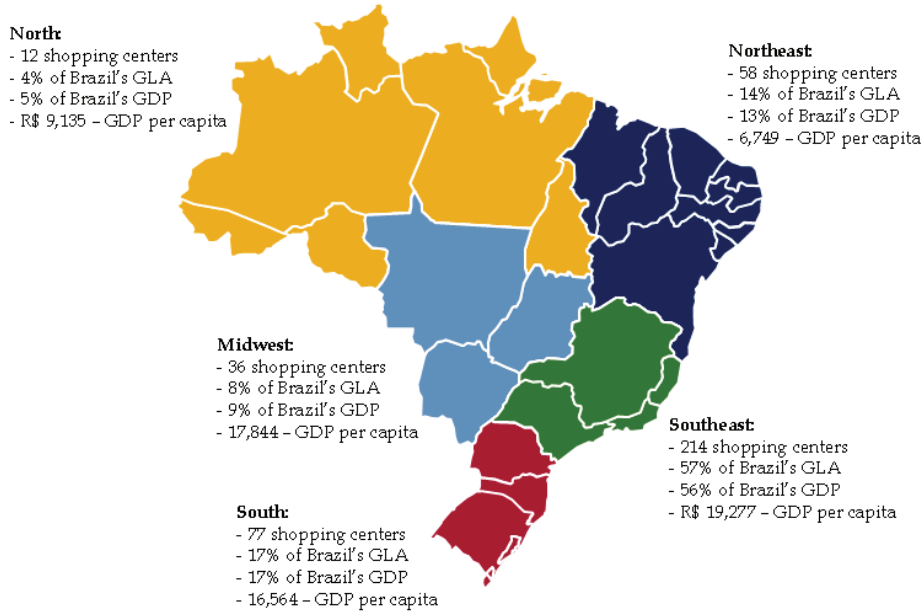 North:
- 12 shopping centers
- 4% of Brazil's GLA
- 5% of Brazil's GDP
- R$ 9,135 – GDP per capita
Northeast:
- 58 shopping centers
- 14% of Brazil's GLA
- 13% of Brazil's GDP
- 6,749 – GDP per capita
Midwest:
- 36 shopping centers
- 8% of Brazil's GLA
- 9% of Brazil's GDP
- 17,844 – GDP per capita
Southeast:
- 214 shopping centers
- 57% of Brazil's GLA
- 56% of Brazil's GDP
- R$ 19,277 – GDP per capita
South:
- 77 shopping centers
- 17% of Brazil's GLA
- 17% of Brazil's GDP
- 16,564 – GDP per capita